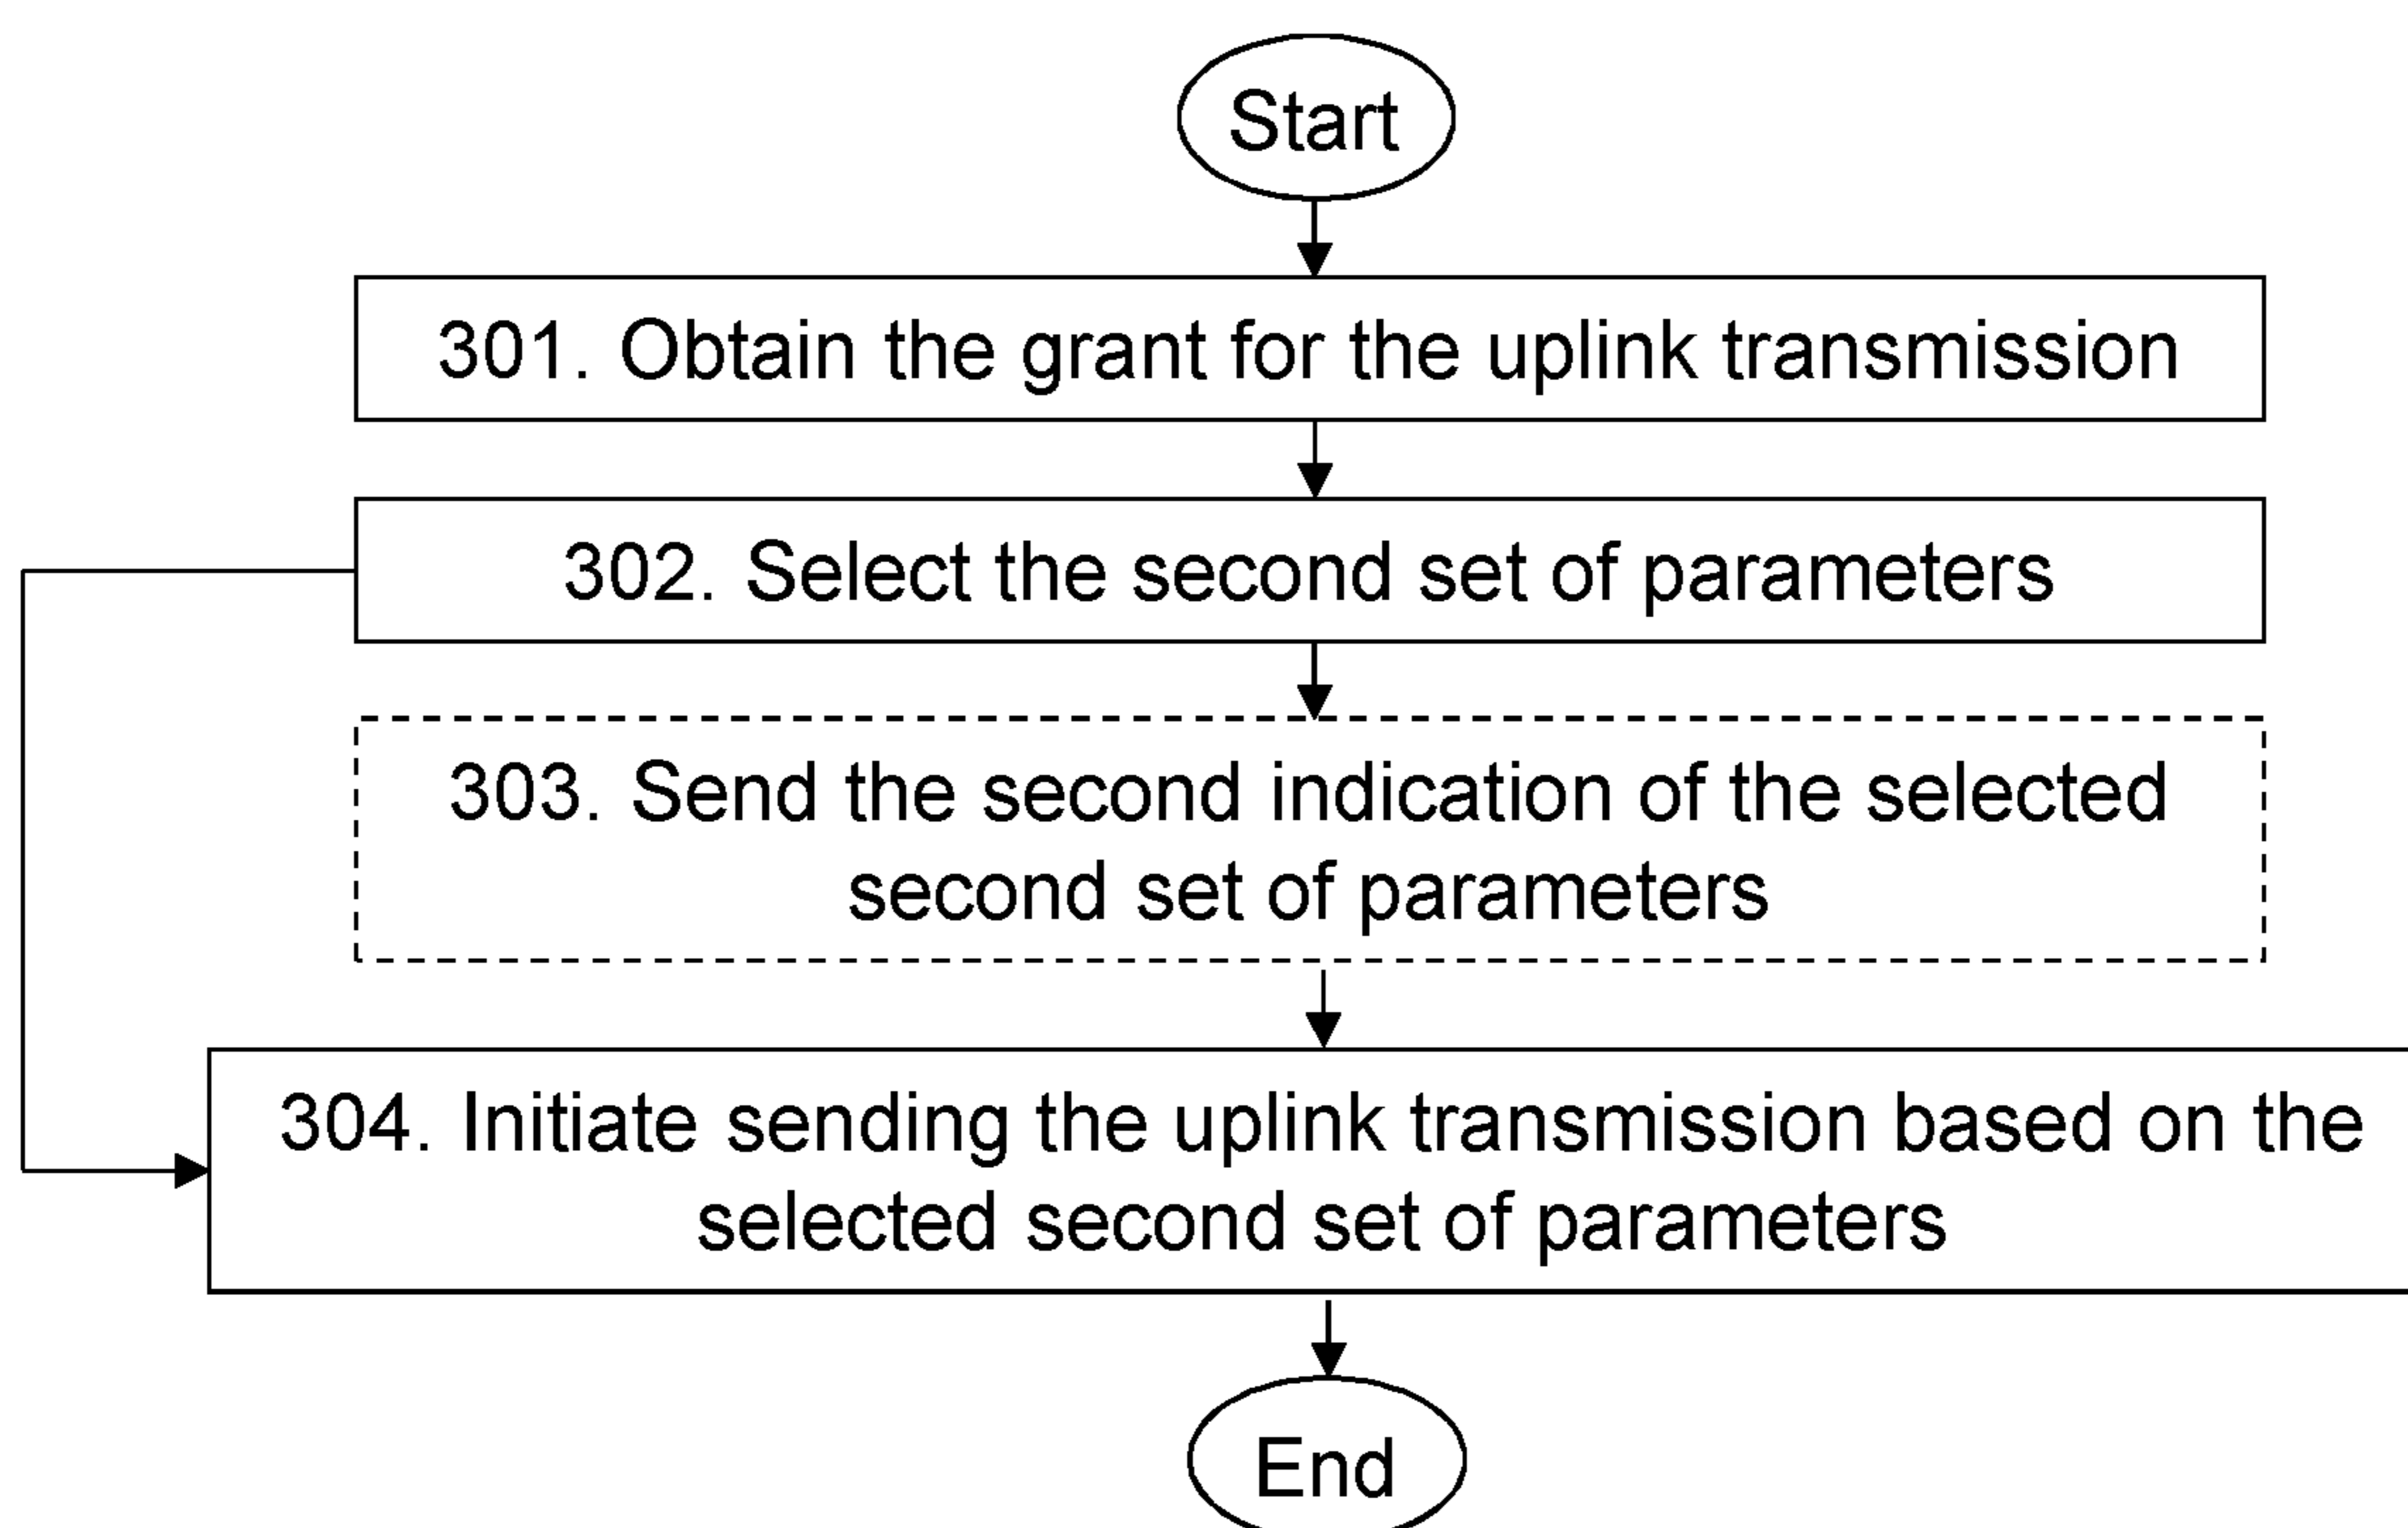 Start
301. Obtain the grant for the uplink transmission
302. Select the second set of parameters
303. Send the second indication of the selected
second set of parameters
304. Initiate sending the uplink transmission based on the
selected second set of parameters
End